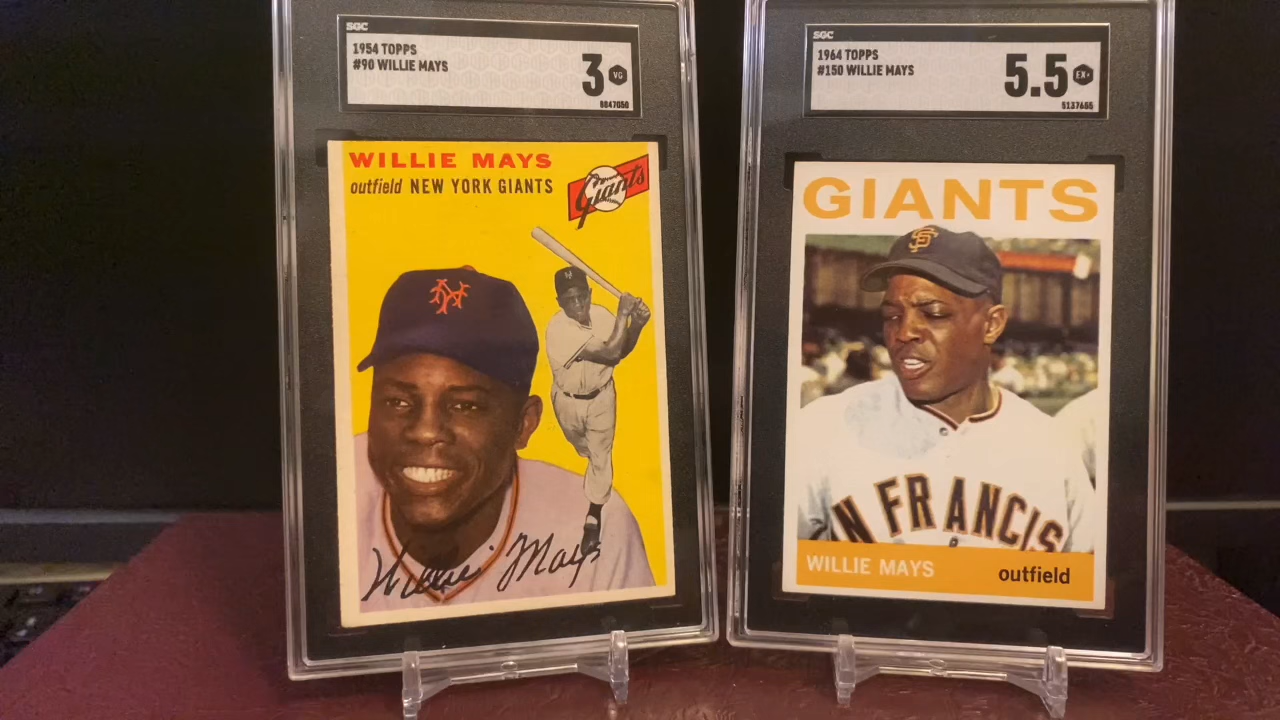 SGC
1954 TOPPS
#90 WILLIE MAYS
3 VG
8847050
WILLIE MAYS
outfield NEW YORK GIANTS
Giants
NY
Willie Mays
SGC
1964 TOPPS
#150 WILLIE MAYS
5.5 EX+
5137655
GIANTS
SF
N FRANCIS
WILLIE MAYS
outfield